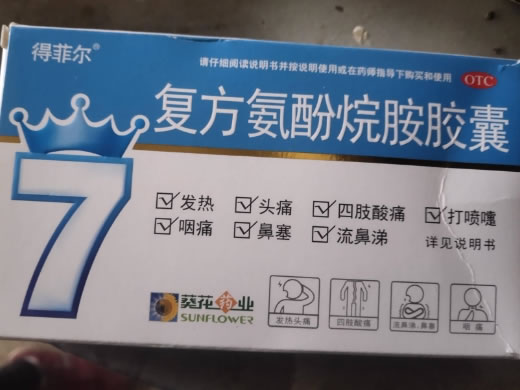 得菲尔®
请仔细阅读说明书并按说明使用或在药师指导下购买和使用
OTC
复方氨酚烷胺胶囊
7
发热 头痛 四肢酸痛 打喷嚏
咽痛 鼻塞 流鼻涕 详见说明书
葵花药业
SUNFLOWER
发热头痛 四肢酸痛 流鼻涕、鼻塞 咽痛